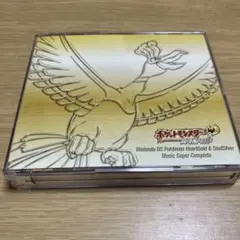 ポケットモンスター
Nintendo DS Pokémon HeartGold & SoulSilver
Music Super Complete